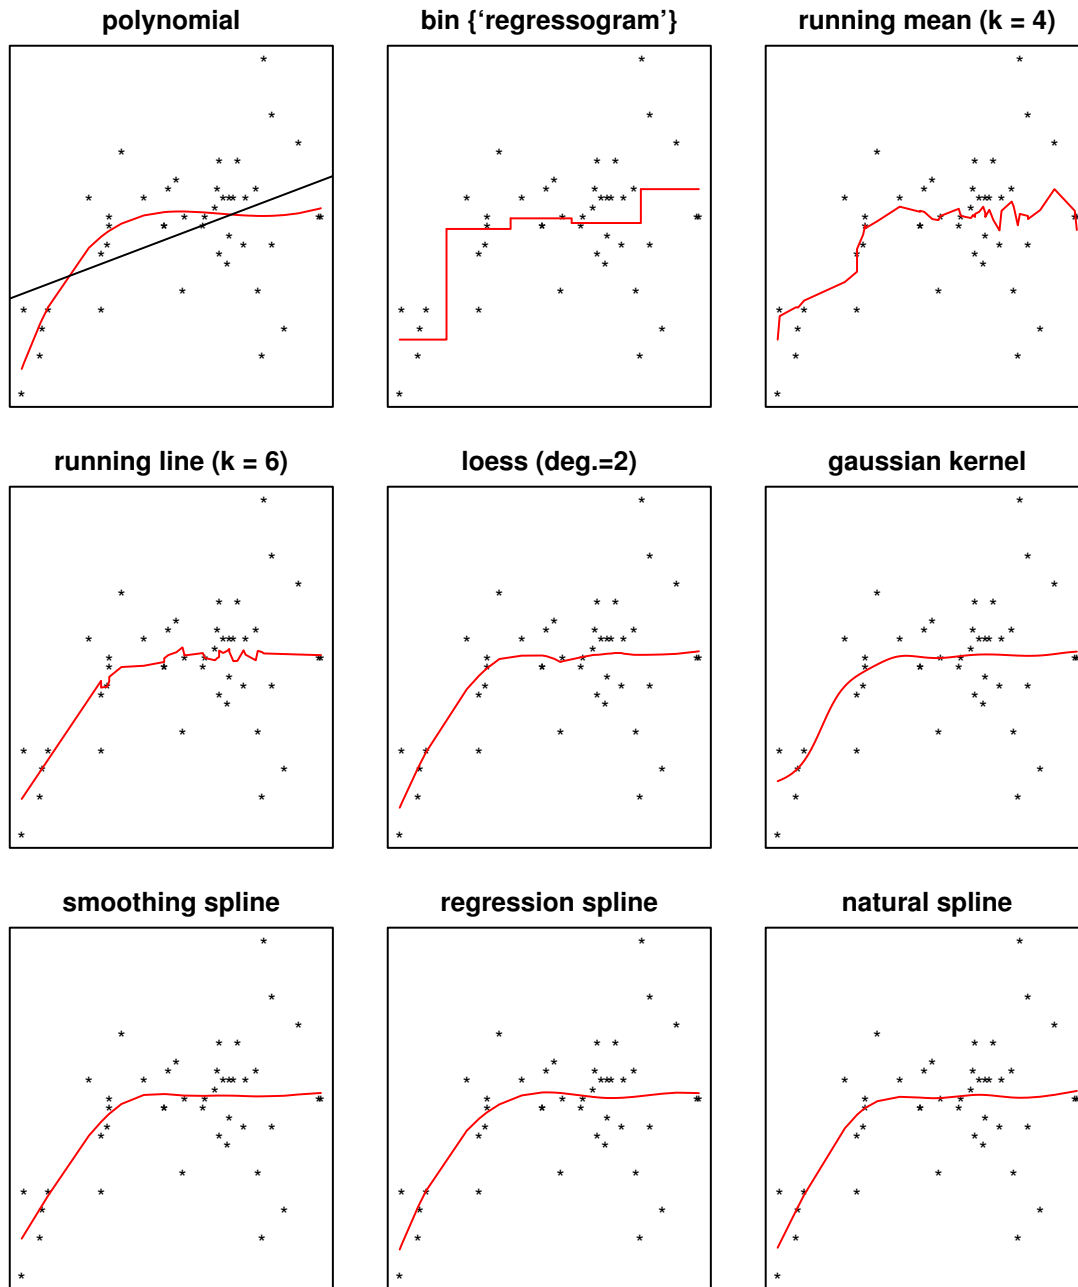 polynomial
bin {‘regressogram’}
running mean (k = 4)
running line (k = 6)
loess (deg.=2)
gaussian kernel
smoothing spline
regression spline
natural spline